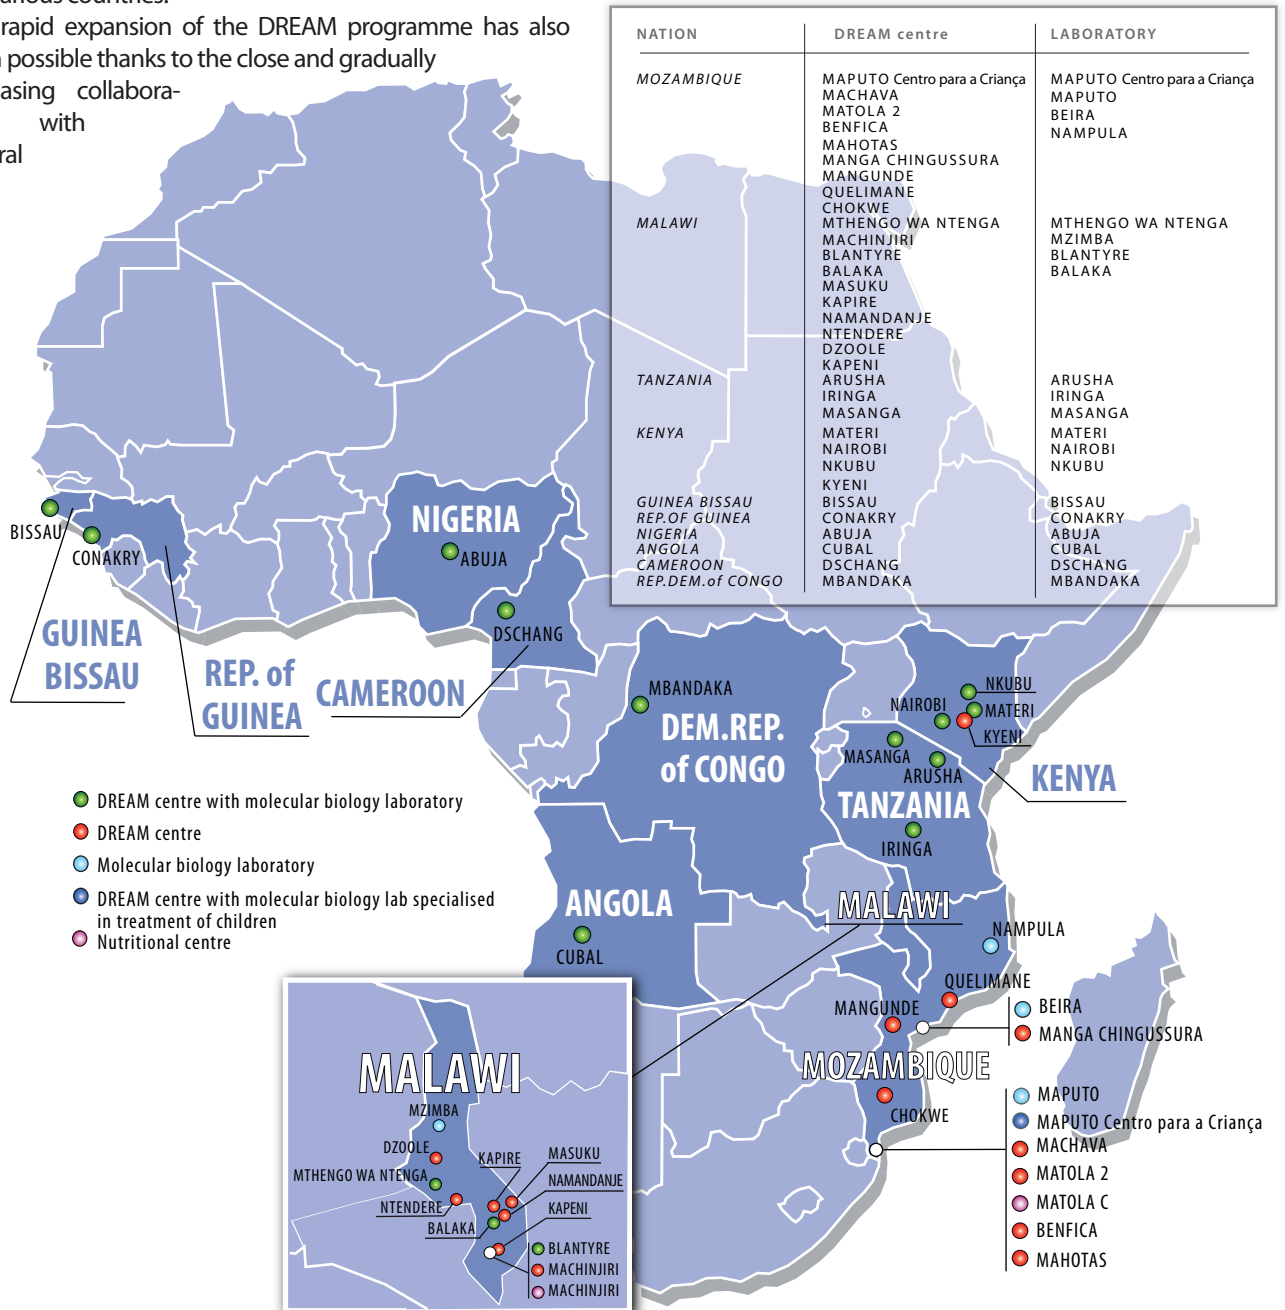 rapid expansion of the DREAM programme has also
possible thanks to the close and gradually
collabora-
with
NATION DREAM centre LABORATORY
MOZAMBIQUE MAPUTO Centro para a Criança MAPUTO Centro para a Criança
MACHAVA MAPUTO
MATOLA 2 BEIRA
BENFICA NAMPULA
MAHOTAS
MANGA CHINGUSSURA
MANGUNDE
QUELIMANE
CHOKWE
MALAWI MTHENGO WA NTENGA MTHENGO WA NTENGA
MACHINJIRI MZIMBA
BLANTYRE BLANTYRE
BALAKA BALAKA
MASUKU
KAPIRE
NAMANDANJE
NTENDERE
DZOOLE
KAPENI
TANZANIA ARUSHA ARUSHA
IRINGA IRINGA
MASANGA MASANGA
KENYA MATERI MATERI
NAIROBI NAIROBI
NKUBU NKUBU
KYENI
GUINEA BISSAU BISSAU BISSAU
REP.OF GUINEA CONAKRY CONAKRY
NIGERIA ABUJA ABUJA
ANGOLA CUBAL CUBAL
CAMEROON DSCHANG DSCHANG
REP.DEM.of CONGO MBANDAKA MBANDAKA
BISSAU
CONAKRY
NIGERIA
ABUJA
DSCHANG
GUINEA
BISSAU
REP. of
GUINEA
CAMEROON
MBANDAKA
DEM.REP.
of CONGO
NKUBU
NAIROBI
MATERI
KYENI
MASANGA
ARUSHA
KENYA
TANZANIA
IRINGA
DREAM centre with molecular biology laboratory
DREAM centre
Molecular biology laboratory
DREAM centre with molecular biology lab specialised
in treatment of children
Nutritional centre
ANGOLA
CUBAL
MALAWI
NAMPULA
QUELIMANE
MANGUNDE
BEIRA
MANGA CHINGUSSURA
MOZAMBIQUE
CHOKWE
MAPUTO
MAPUTO Centro para a Criança
MACHAVA
MATOLA 2
MATOLA C
BENFICA
MAHOTAS
MALAWI
MZIMBA
DZOOLE
KAPIRE
MASUKU
MTHENGO WA NTENGA
NAMANDANJE
NTENDERE
KAPENI
BALAKA
BLANTYRE
MACHINJIRI
MACHINJIRI